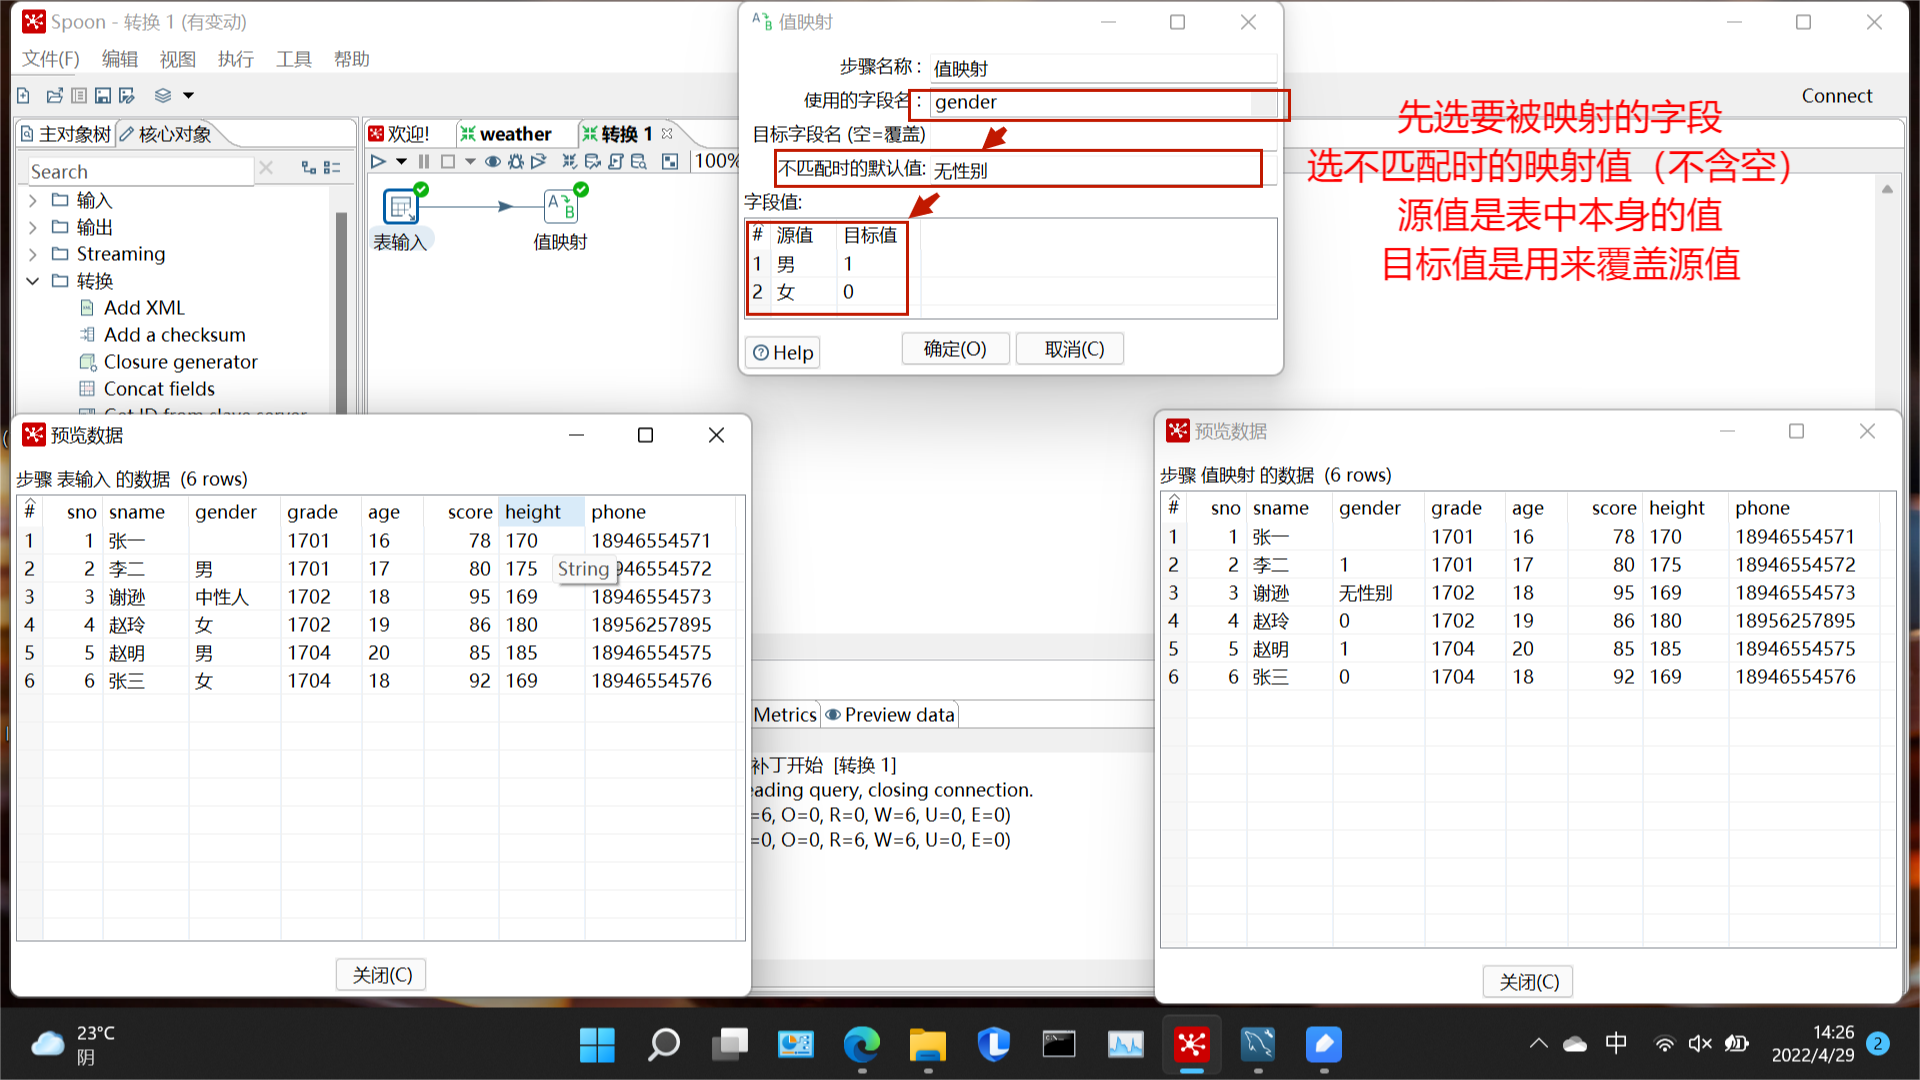 Spoon - 转换 1 (有变动)
文件(F) 编辑 视图 执行 工具 帮助
Connect
主对象树 核心对象
Search
输入
输出
Streaming
转换
Add XML
Add a checksum
Closure generator
Concat fields
欢迎! weather 转换 1
100%
表输入 值映射
值映射
步骤名称 : 值映射
使用的字段名 : gender
目标字段名 (空=覆盖)
不匹配时的默认值: 无性别
字段值:
# 源值 目标值
1 男 1
2 女 0
Help 确定(O) 取消(C)
先选要被映射的字段
选不匹配时的映射值（不含空）
源值是表中本身的值
目标值是用来覆盖源值
预览数据
步骤 表输入 的数据 (6 rows)
# sno sname gender grade age score height phone
1 1 张一 1701 16 78 170 18946554571
2 2 李二 男 1701 17 80 175 946554572
String
3 3 谢逊 中性人 1702 18 95 169 18946554573
4 4 赵玲 女 1702 19 86 180 18956257895
5 5 赵明 男 1704 20 85 185 18946554575
6 6 张三 女 1704 18 92 169 18946554576
关闭(C)
Metrics Preview data
补丁开始 [转换 1]
eading query, closing connection.
=6, O=0, R=0, W=6, U=0, E=0)
=0, O=0, R=6, W=6, U=0, E=0)
预览数据
步骤 值映射 的数据 (6 rows)
# sno sname gender grade age score height phone
1 1 张一 1701 16 78 170 18946554571
2 2 李二 1 1701 17 80 175 18946554572
3 3 谢逊 无性别 1702 18 95 169 18946554573
4 4 赵玲 0 1702 19 86 180 18956257895
5 5 赵明 1 1704 20 85 185 18946554575
6 6 张三 0 1704 18 92 169 18946554576
关闭(C)
23°C
阴
中
14:26
2022/4/29
2